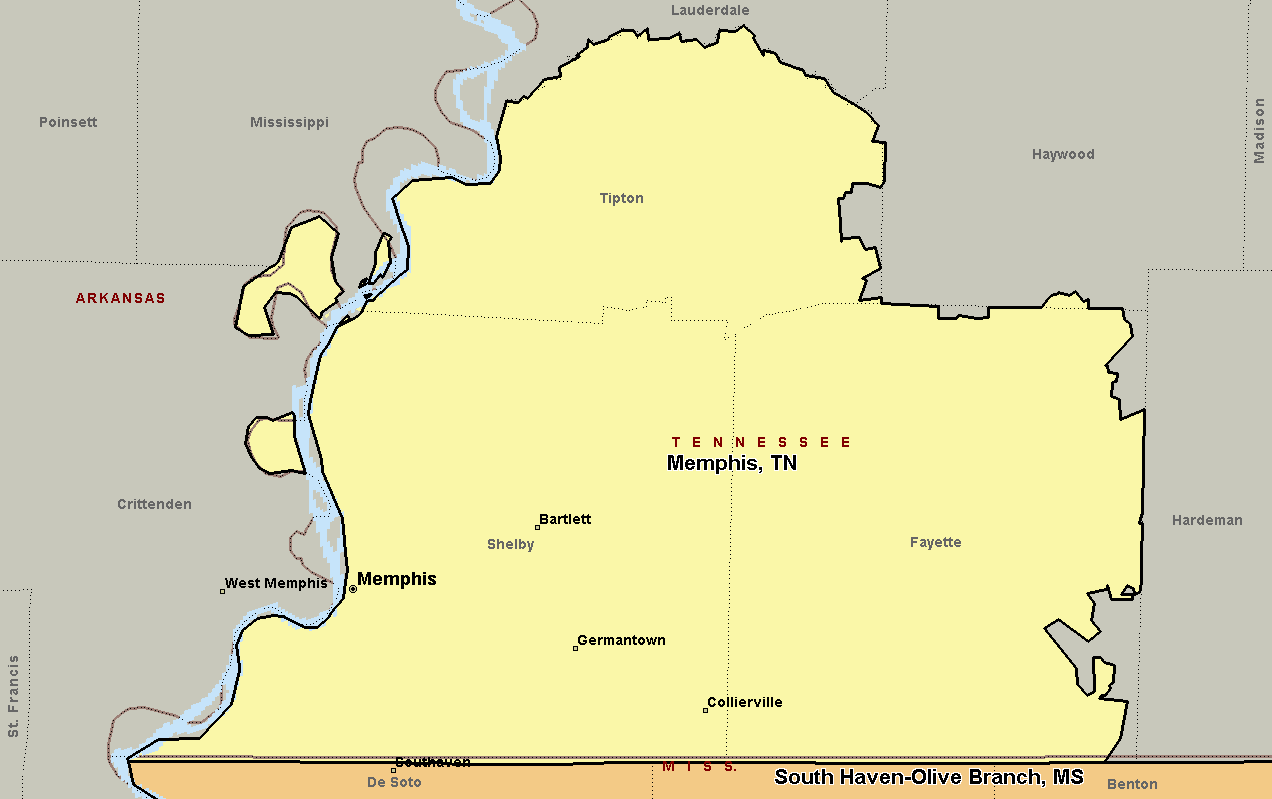 Lauderdale
Poinsett
Mississippi
Madison
Haywood
Tipton
ARKANSAS
TENNESSEE
Memphis, TN
Crittenden
Bartlett
Shelby
Fayette
Hardeman
West Memphis
Memphis
Germantown
St. Francis
Collierville
Southaven
MISS.
South Haven-Olive Branch, MS
De Soto
Benton